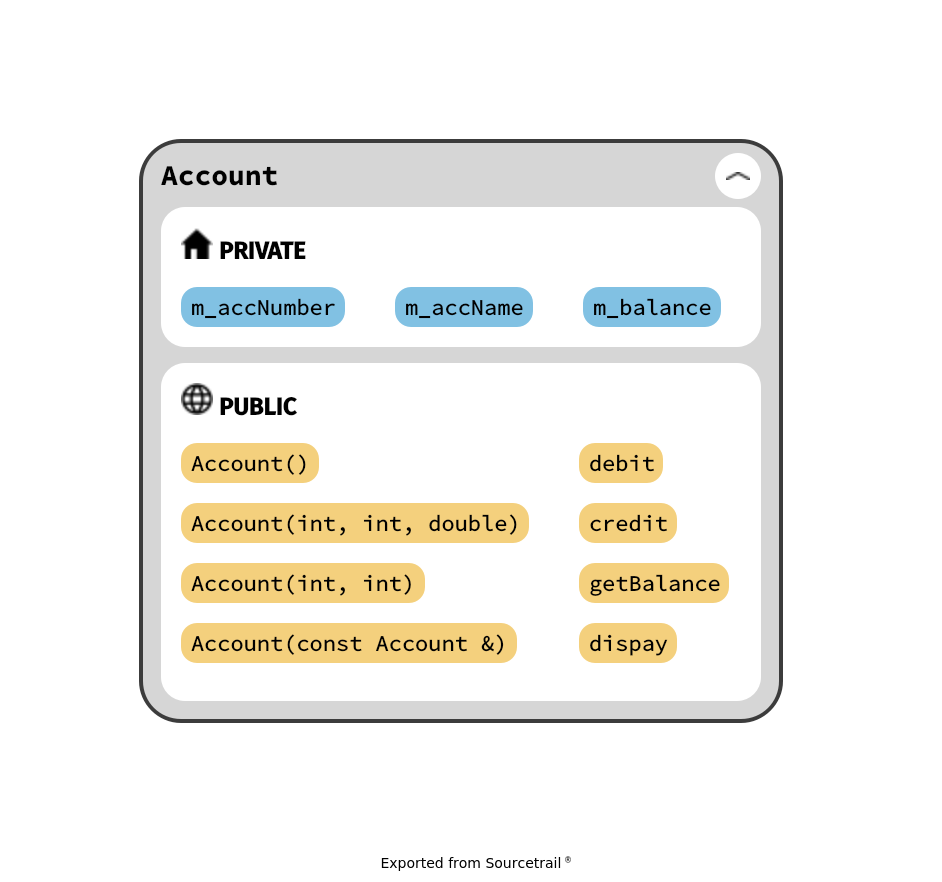 Account
PRIVATE
m_accNumber m_accName m_balance
PUBLIC
Account() debit
Account(int, int, double) credit
Account(int, int) getBalance
Account(const Account &) dispay
Exported from Sourcetrail ®